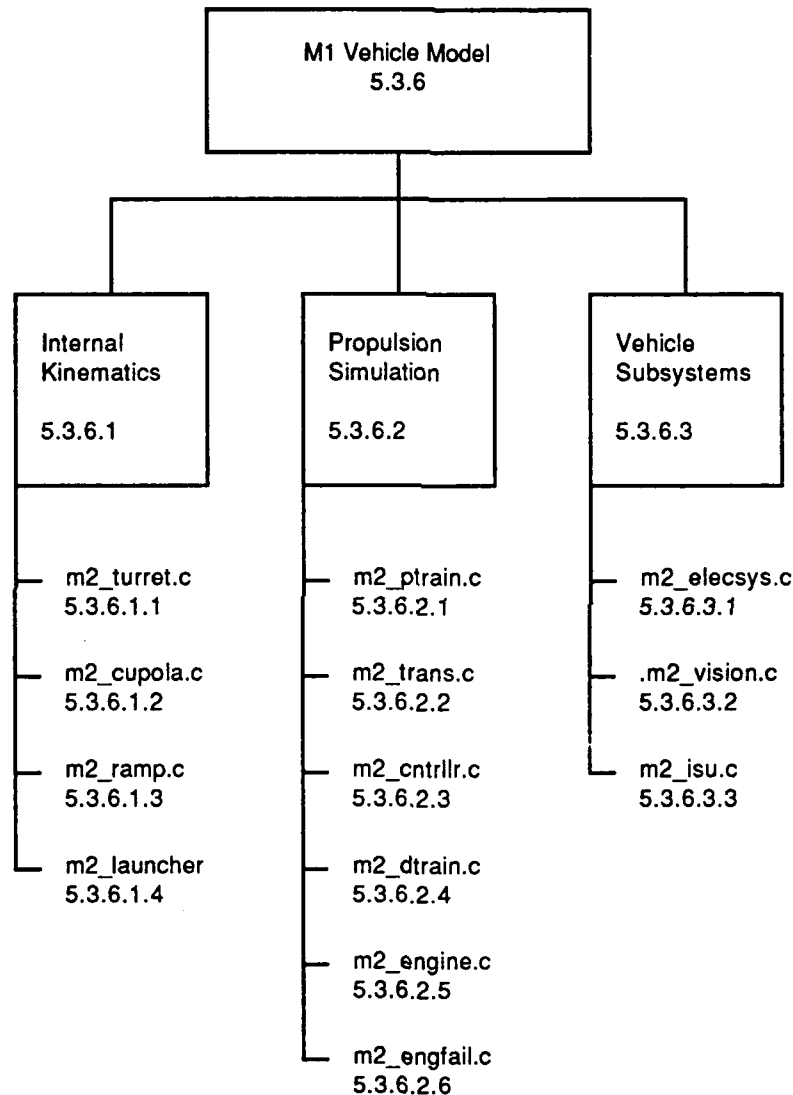 M1 Vehicle Model
5.3.6
Internal
Kinematics
5.3.6.1
m2_turret.c
5.3.6.1.1
m2_cupola.c
5.3.6.1.2
m2_ramp.c
5.3.6.1.3
m2_launcher
5.3.6.1.4
Propulsion
Simulation
5.3.6.2
m2_ptrain.c
5.3.6.2.1
m2_trans.c
5.3.6.2.2
m2_cntrllr.c
5.3.6.2.3
m2_dtrain.c
5.3.6.2.4
m2_engine.c
5.3.6.2.5
m2_engfail.c
5.3.6.2.6
Vehicle
Subsystems
5.3.6.3
m2_elecsys.c
5.3.6.3.1
.m2_vision.c
5.3.6.3.2
m2_isu.c
5.3.6.3.3